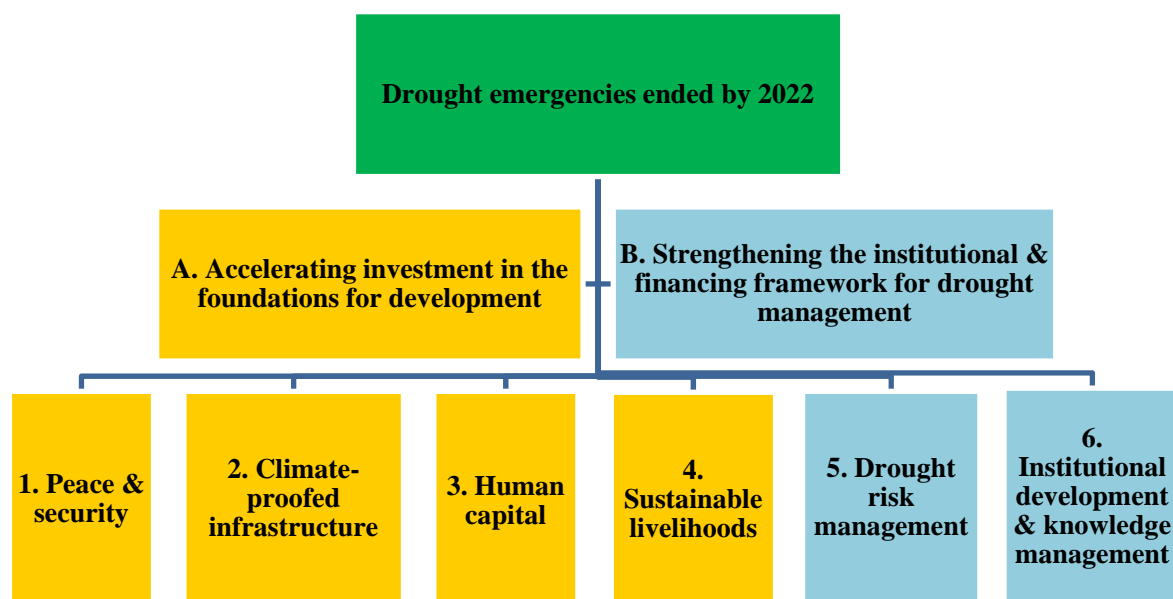 Drought emergencies ended by 2022
A. Accelerating investment in the
foundations for development
B. Strengthening the institutional &
financing framework for drought
management
1. Peace &
security
2. Climate-
proofed
infrastructure
3. Human
capital
4.
Sustainable
livelihoods
5. Drought
risk
management
6.
Institutional
development
& knowledge
management